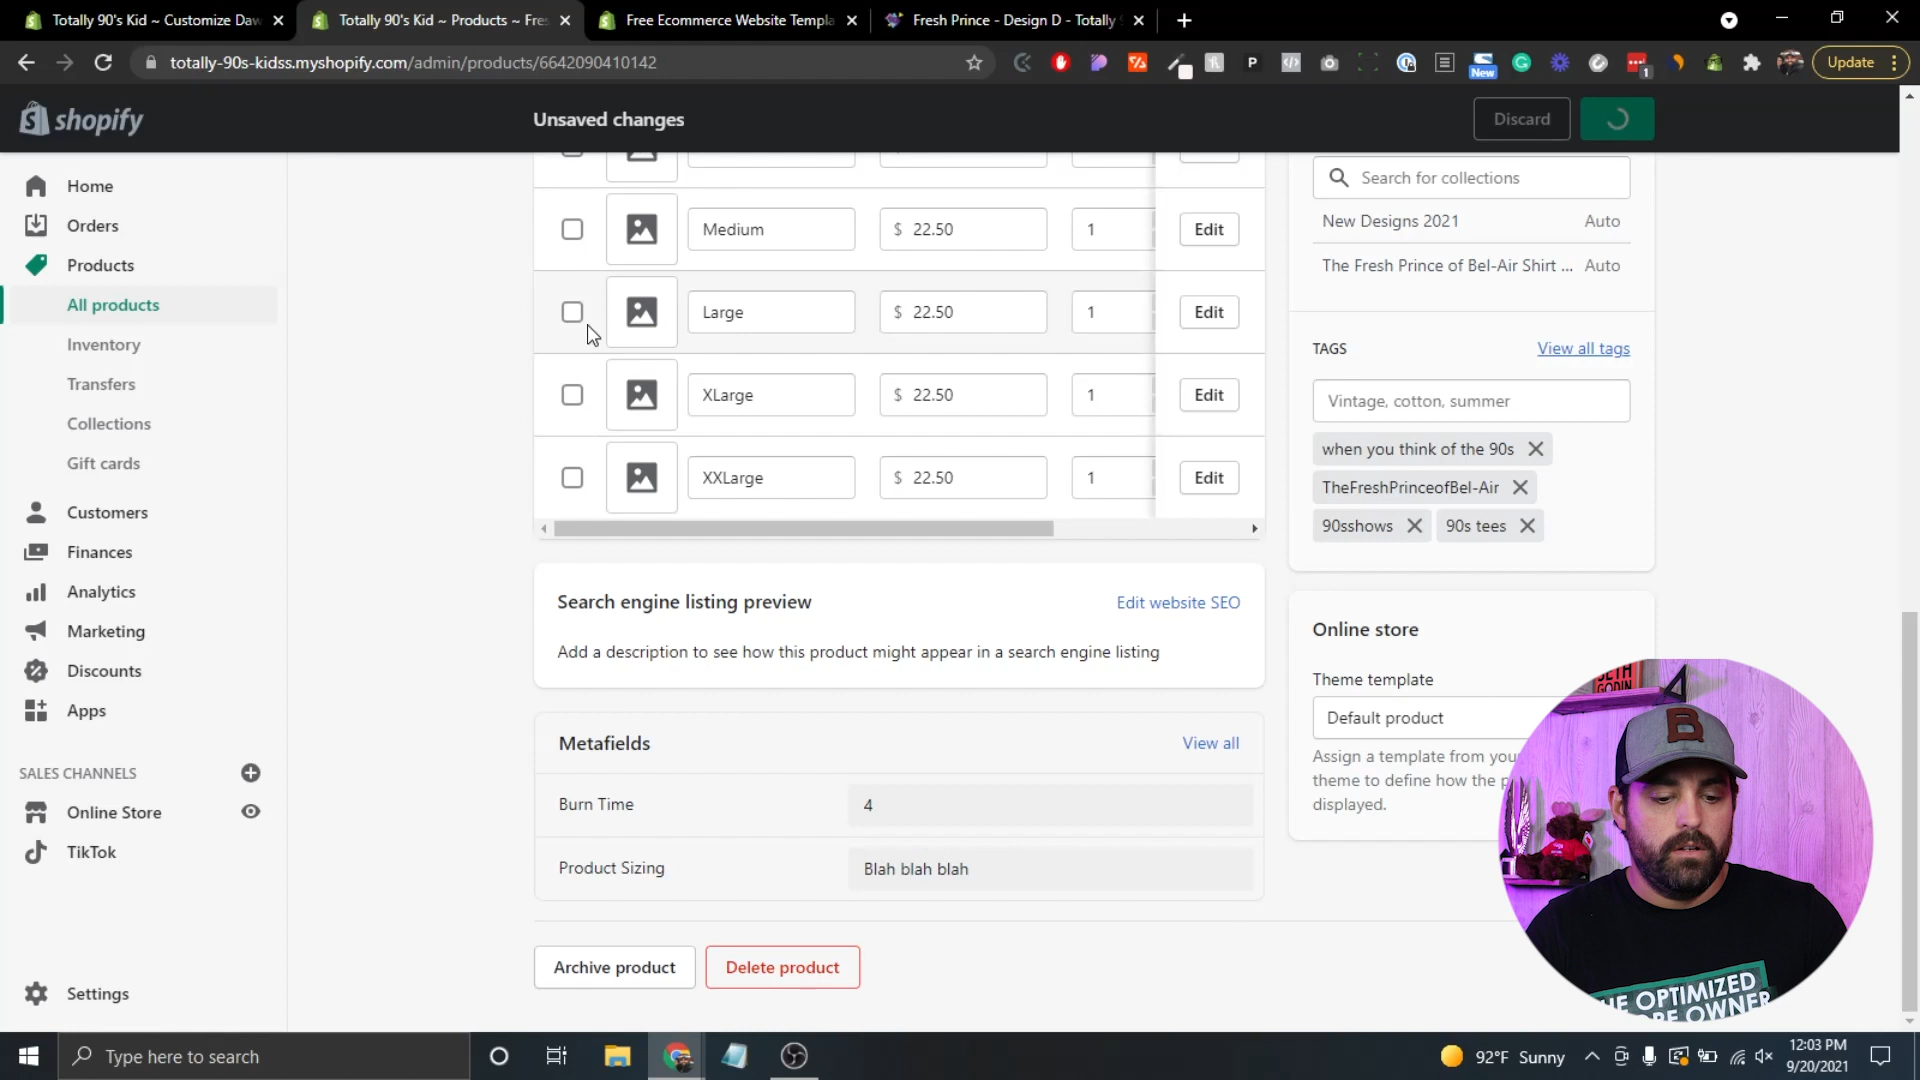 Totally 90's Kid ~ Customize Daw
Totally 90's Kid ~ Products ~ Fres
Free Ecommerce Website Templa
Fresh Prince - Design D - Totally 9
totally-90s-kidss.myshopify.com/admin/products/6642090410142
New
P
1
Update
shopify
Unsaved changes
Discard
Home
Orders
Products
All products
Inventory
Transfers
Collections
Gift cards
Customers
Finances
Analytics
Marketing
Discounts
Apps
SALES CHANNELS
Online Store
TikTok
Settings
Medium $ 22.50 1 Edit
Large $ 22.50 1 Edit
XLarge $ 22.50 1 Edit
XXLarge $ 22.50 1 Edit
Search engine listing preview
Edit website SEO
Add a description to see how this product might appear in a search engine listing
Metafields
View all
Burn Time 4
Product Sizing Blah blah blah
Archive product
Delete product
Search for collections
New Designs 2021 Auto
The Fresh Prince of Bel-Air Shirt ... Auto
TAGS
View all tags
Vintage, cotton, summer
when you think of the 90s
TheFreshPrinceofBel-Air
90sshows
90s tees
Online store
Theme template
Default product
Assign a template from you
theme to define how the p
displayed.
SETH
GODIN
B
HE OPTIMIZED
ORE OWNER
Type here to search
92°F Sunny
12:03 PM
9/20/2021